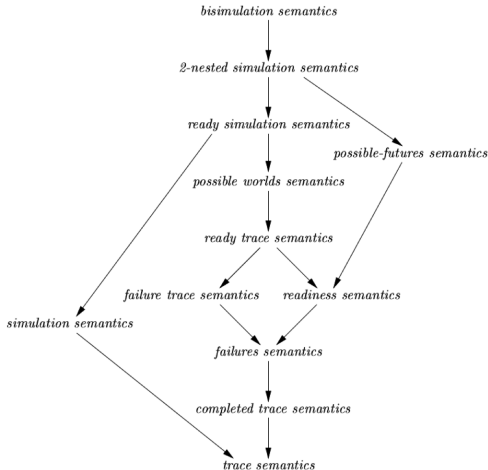 bisimulation semantics
2-nested simulation semantics
ready simulation semantics
possible-futures semantics
possible worlds semantics
ready trace semantics
failure trace semantics
readiness semantics
simulation semantics
failures semantics
completed trace semantics
trace semantics